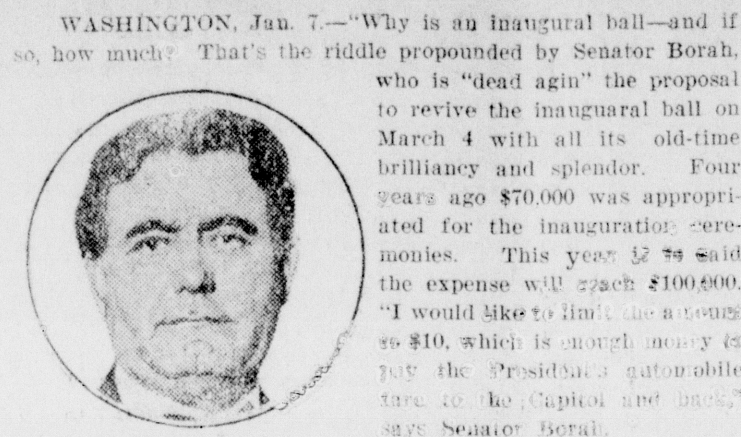 WASHINGTON, Jan. 7.—"Why is an inaugural ball—and if
so, how much? That's the riddle propounded by Senator Borah,
who is "dead agin" the proposal
to revive the inauguaral ball on
March 4 with all its old-time
brilliancy and splendor. Four
years ago $70.000 was appropri-
ated for the inauguration cere-
monies. This year it is said
the expense will reach $100,000.
"I would like to limit the amount
to $10, which is enough money to
pay the President's automobile
fare to the Capitol and back,"
says Senator Borah.